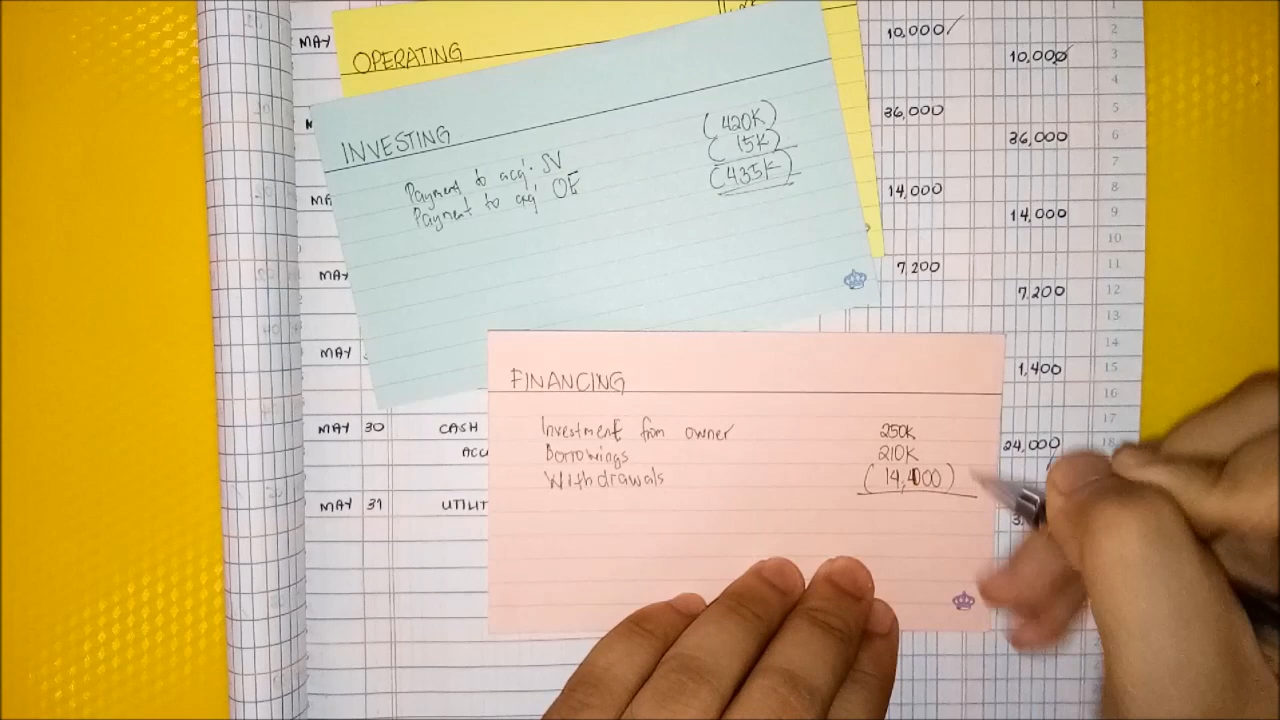 MAY
OPERATING
INVESTING
Payment to acq. SV (420K)
Payment to acq OE (15K)
(435K)
MAY
MAY
MAY
MAY 30 CASH
ACCU
MAY 31 UTILIT
FINANCING
Investment from owner 250K
Borrowings 210K
Withdrawals (14,000)
10,000
10,000
36,000
36,000
14,000
14,000
7,200
7,200
1,400
24,000
1
2
3
4
5
6
7
8
9
10
11
12
13
14
15
16
17
18